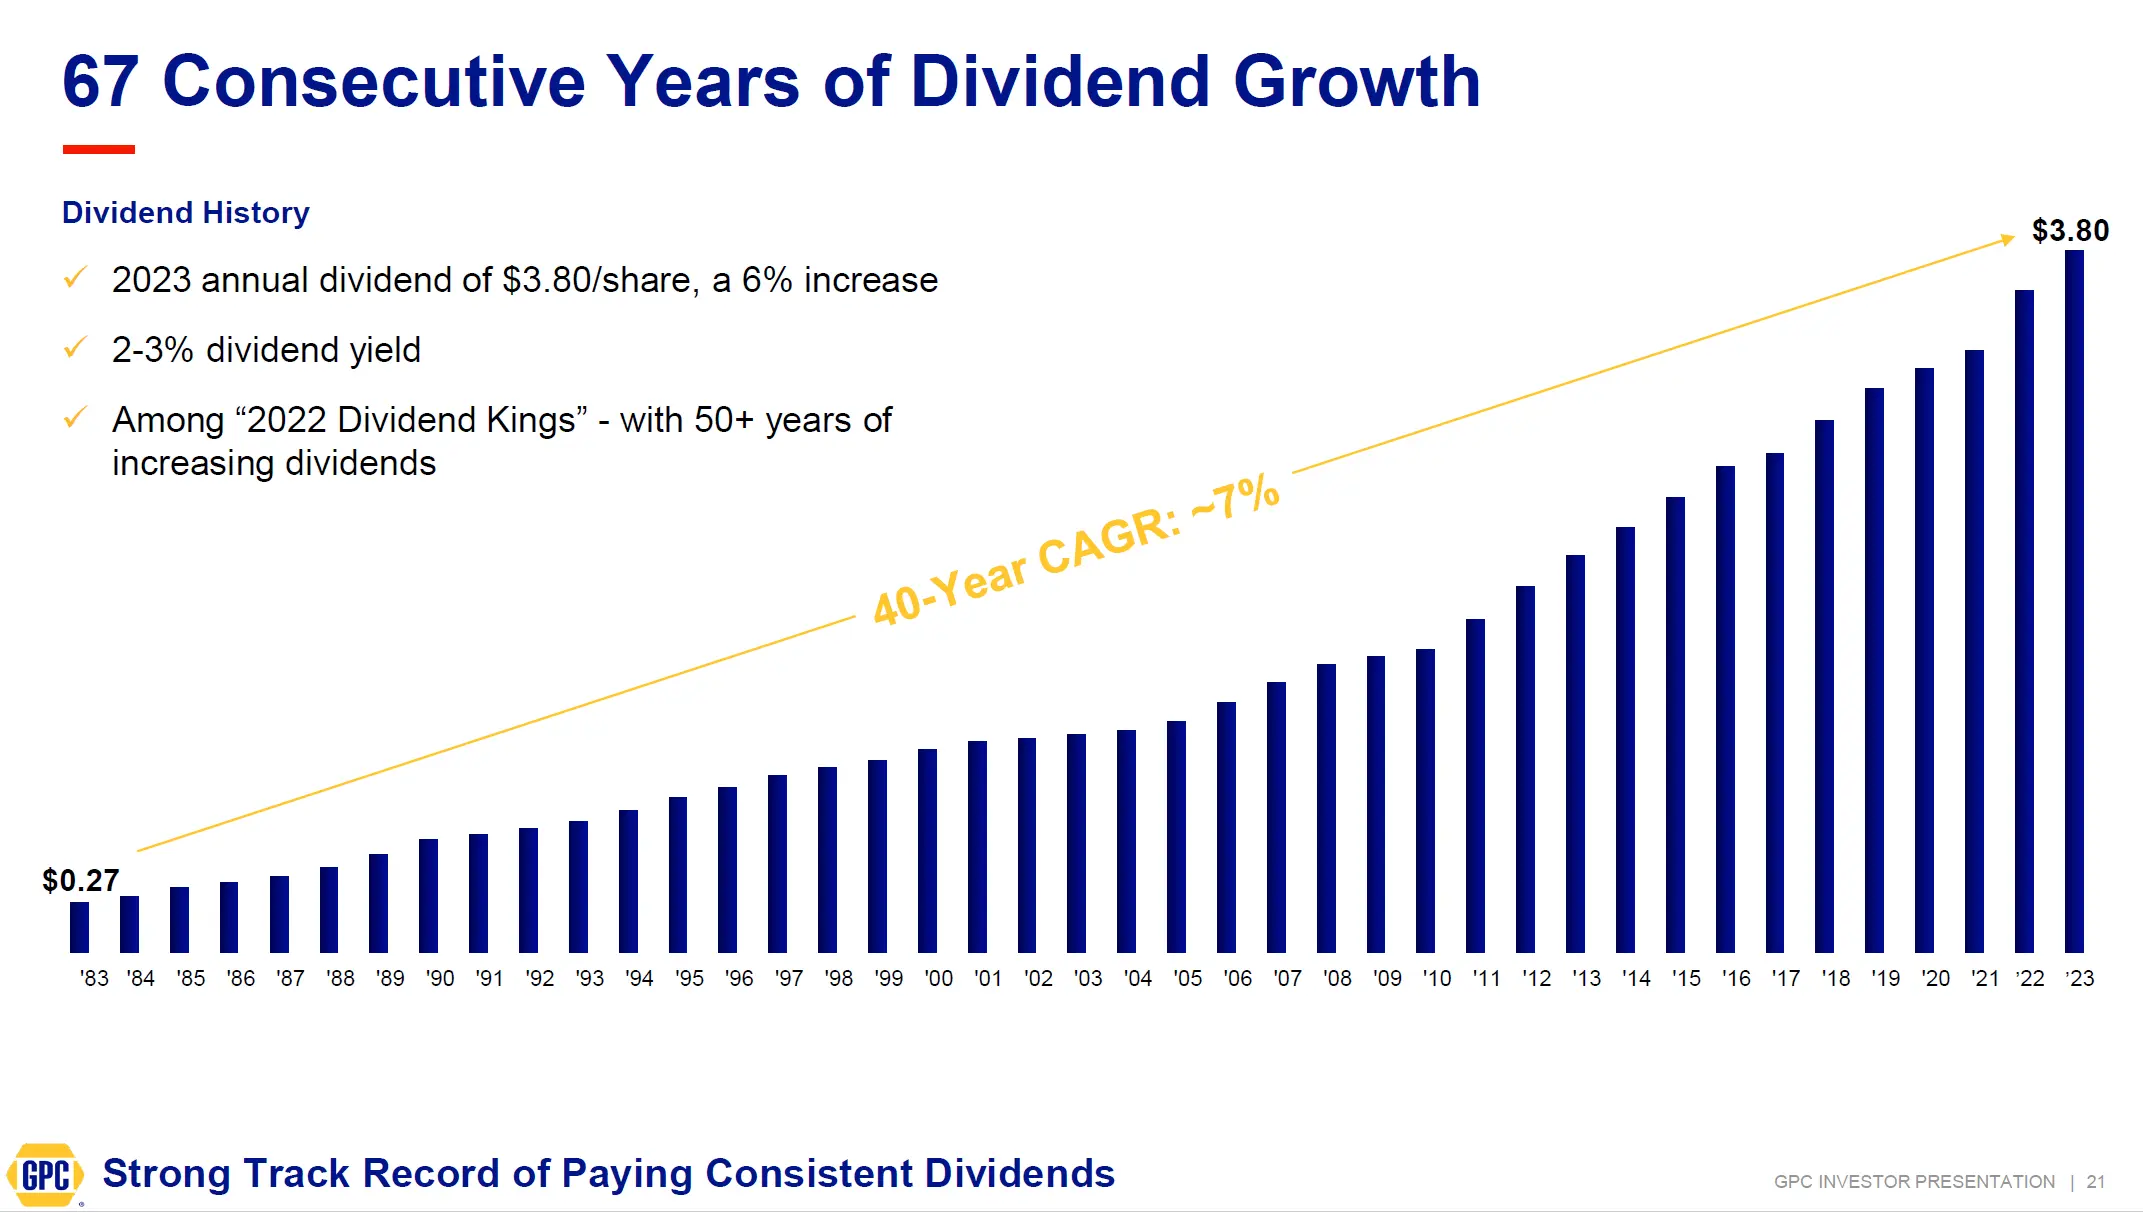 67 Consecutive Years of Dividend Growth
Dividend History
2023 annual dividend of $3.80/share, a 6% increase
2-3% dividend yield
Among “2022 Dividend Kings” - with 50+ years of
increasing dividends
40-Year CAGR: ~7%
$3.80
$0.27
'83 '84 '85 '86 '87 '88 '89 '90 '91 '92 '93 '94 '95 '96 '97 '98 '99 '00 '01 '02 '03 '04 '05 '06 '07 '08 '09 '10 '11 '12 '13 '14 '15 '16 '17 '18 '19 '20 '21 ’22 ’23
GPC ®
Strong Track Record of Paying Consistent Dividends
GPC INVESTOR PRESENTATION | 21